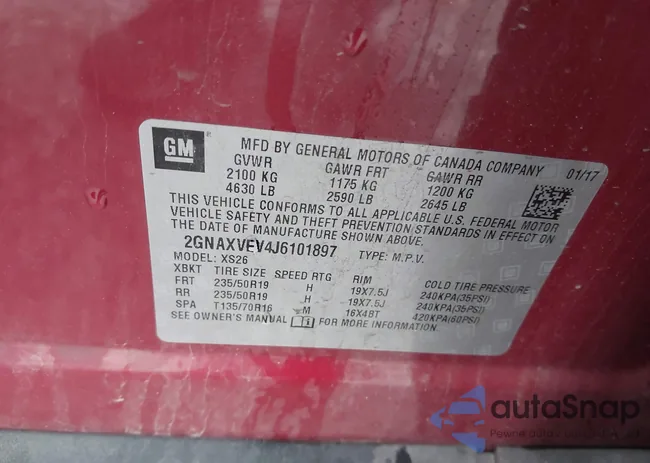 GM
MFD BY GENERAL MOTORS OF CANADA COMPANY 01/17
GVWR GAWR FRT GAWR RR
2100 KG 1175 KG 1200 KG
4630 LB 2590 LB 2645 LB
THIS VEHICLE CONFORMS TO ALL APPLICABLE U.S. FEDERAL MOTOR
VEHICLE SAFETY AND THEFT PREVENTION STANDARDS IN EFFECT ON
THE DATE OF MANUFACTURE SHOWN ABOVE.
2GNAXVEV4J6101897 TYPE: M.P.V.
MODEL: XS26
XBKT TIRE SIZE SPEED RTG RIM COLD TIRE PRESSURE
FRT 235/50R19 H 19X7.5J 240KPA(35PSI)
RR 235/50R19 H 19X7.5J 240KPA(35PSI)
SPA T135/70R16 M 16X4BT 420KPA(60PSI)
SEE OWNER'S MANUAL FOR MORE INFORMATION.
autaSnap
Pewne auta z